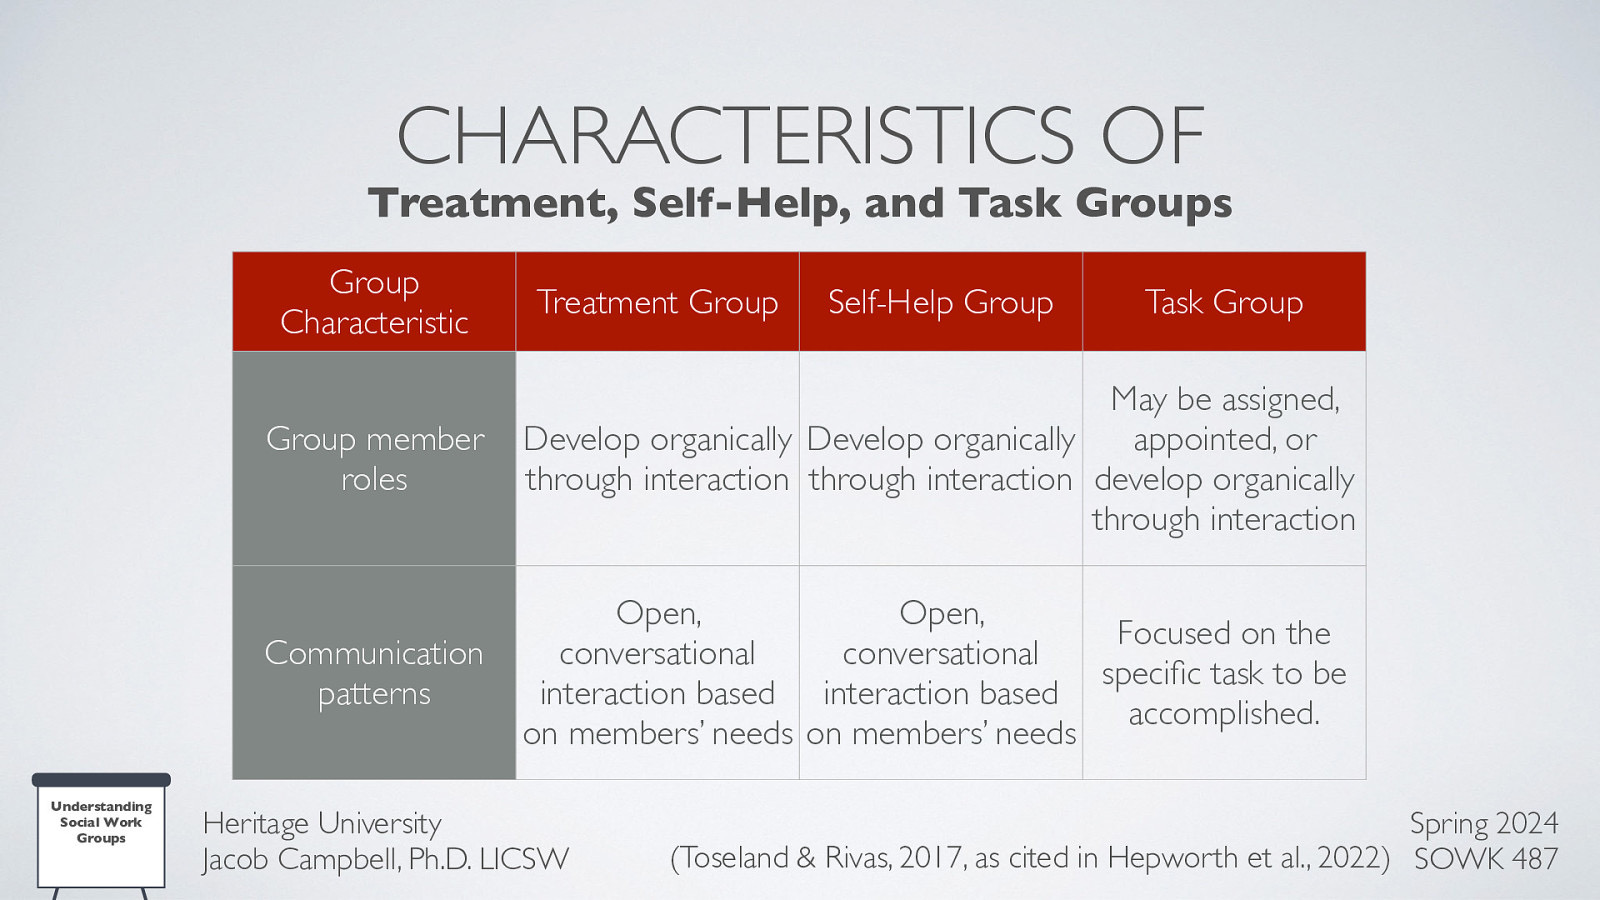 CHARACTERISTICS OF
Treatment, Self-Help, and Task Groups
Group
Characteristic
Treatment Group
Self-Help Group
Task Group
Group member
roles
Develop organically
through interaction
Develop organically
through interaction
May be assigned,
appointed, or
develop organically
through interaction
Communication
patterns
Open,
conversational
interaction based
on members’ needs
Open,
conversational
interaction based
on members’ needs
Focused on the
specific task to be
accomplished.
Understanding
Social Work
Groups
Heritage University
Jacob Campbell, Ph.D. LICSW
(Toseland & Rivas, 2017, as cited in Hepworth et al., 2022)
Spring 2024
SOWK 487